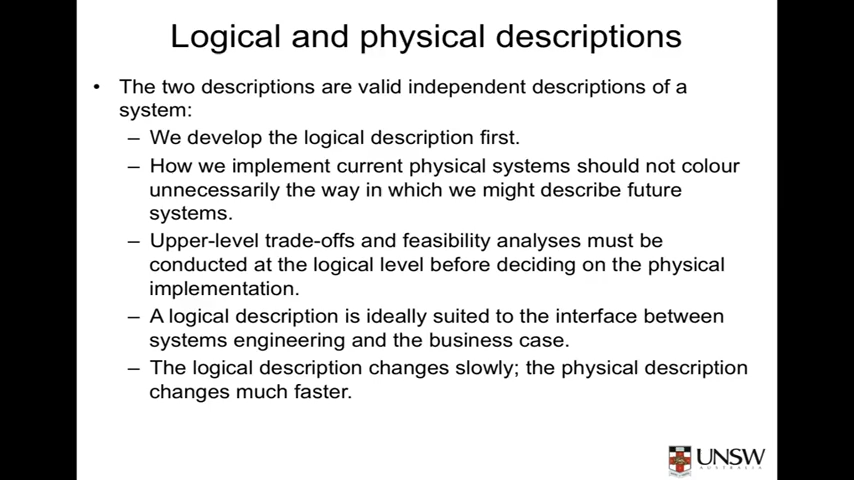 Logical and physical descriptions
• The two descriptions are valid independent descriptions of a
system:
– We develop the logical description first.
– How we implement current physical systems should not colour
unnecessarily the way in which we might describe future
systems.
– Upper-level trade-offs and feasibility analyses must be
conducted at the logical level before deciding on the physical
implementation.
– A logical description is ideally suited to the interface between
systems engineering and the business case.
– The logical description changes slowly; the physical description
changes much faster.
UNSW
AUSTRALIA